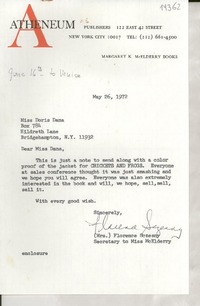 19362
ATHENEUM PUBLISHERS 122 EAST 42 STREET
NEW YORK CITY 10017 TEL: (212) 661-4500
MARGARET K. McELDERRY BOOKS
May 26, 1972
Miss Doris Dana
Box 784
Hildreth Lane
Bridgehampton, N.Y. 11932
Dear Miss Dana,
This is just a note to send along with a color
proof of the jacket for CRICKETS AND FROGS. Everyone
at sales conference thought it was just smashing and
we hope you will agree. Everyone was also extremely
interested in the book and will, we hope, sell, sell,
sell it.
With every good wish.
Sincerely,
(Mrs.) Florence
Secretary to Miss McElderry
enclosure